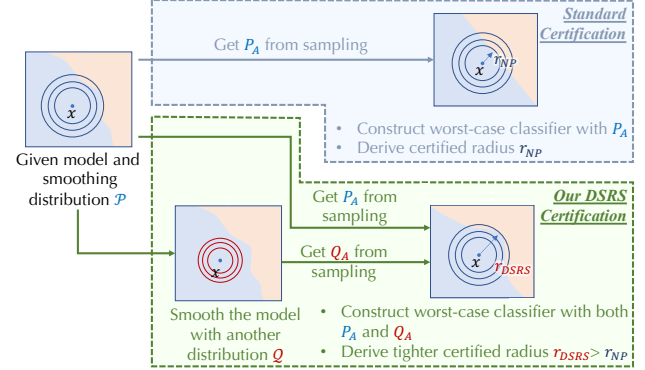 Standard
Certification
Get P_A from sampling
r_NP
x
x
• Construct worst-case classifier with P_A
• Derive certified radius r_NP
Given model and
smoothing
distribution 𝒫
Get P_A from
sampling
Our DSRS
Certification
Get Q_A from
sampling
x
x
r_DSRS
Smooth the model
with another
distribution 𝒬
• Construct worst-case classifier with both
P_A and Q_A
• Derive tighter certified radius r_DSRS> r_NP